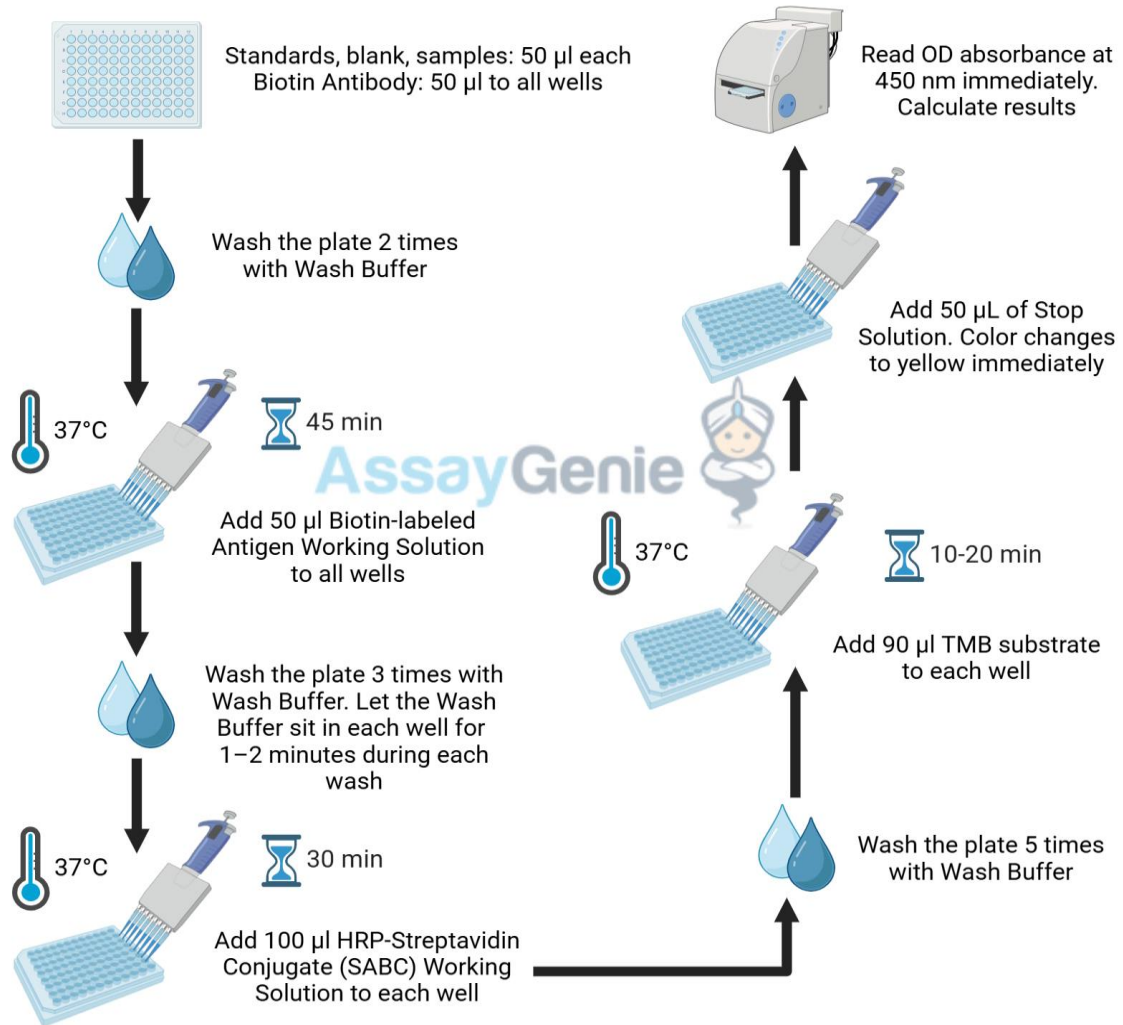 Standards, blank, samples: 50 µl each
Biotin Antibody: 50 µl to all wells
Wash the plate 2 times
with Wash Buffer
37°C
45 min
Add 50 µl Biotin-labeled
Antigen Working Solution
to all wells
Wash the plate 3 times with
Wash Buffer. Let the Wash
Buffer sit in each well for
1–2 minutes during each
wash
37°C
30 min
Add 100 µl HRP-Streptavidin
Conjugate (SABC) Working
Solution to each well
Wash the plate 5 times
with Wash Buffer
37°C
10-20 min
Add 90 µl TMB substrate
to each well
Add 50 µL of Stop
Solution. Color changes
to yellow immediately
Read OD absorbance at
450 nm immediately.
Calculate results
AssayGenie